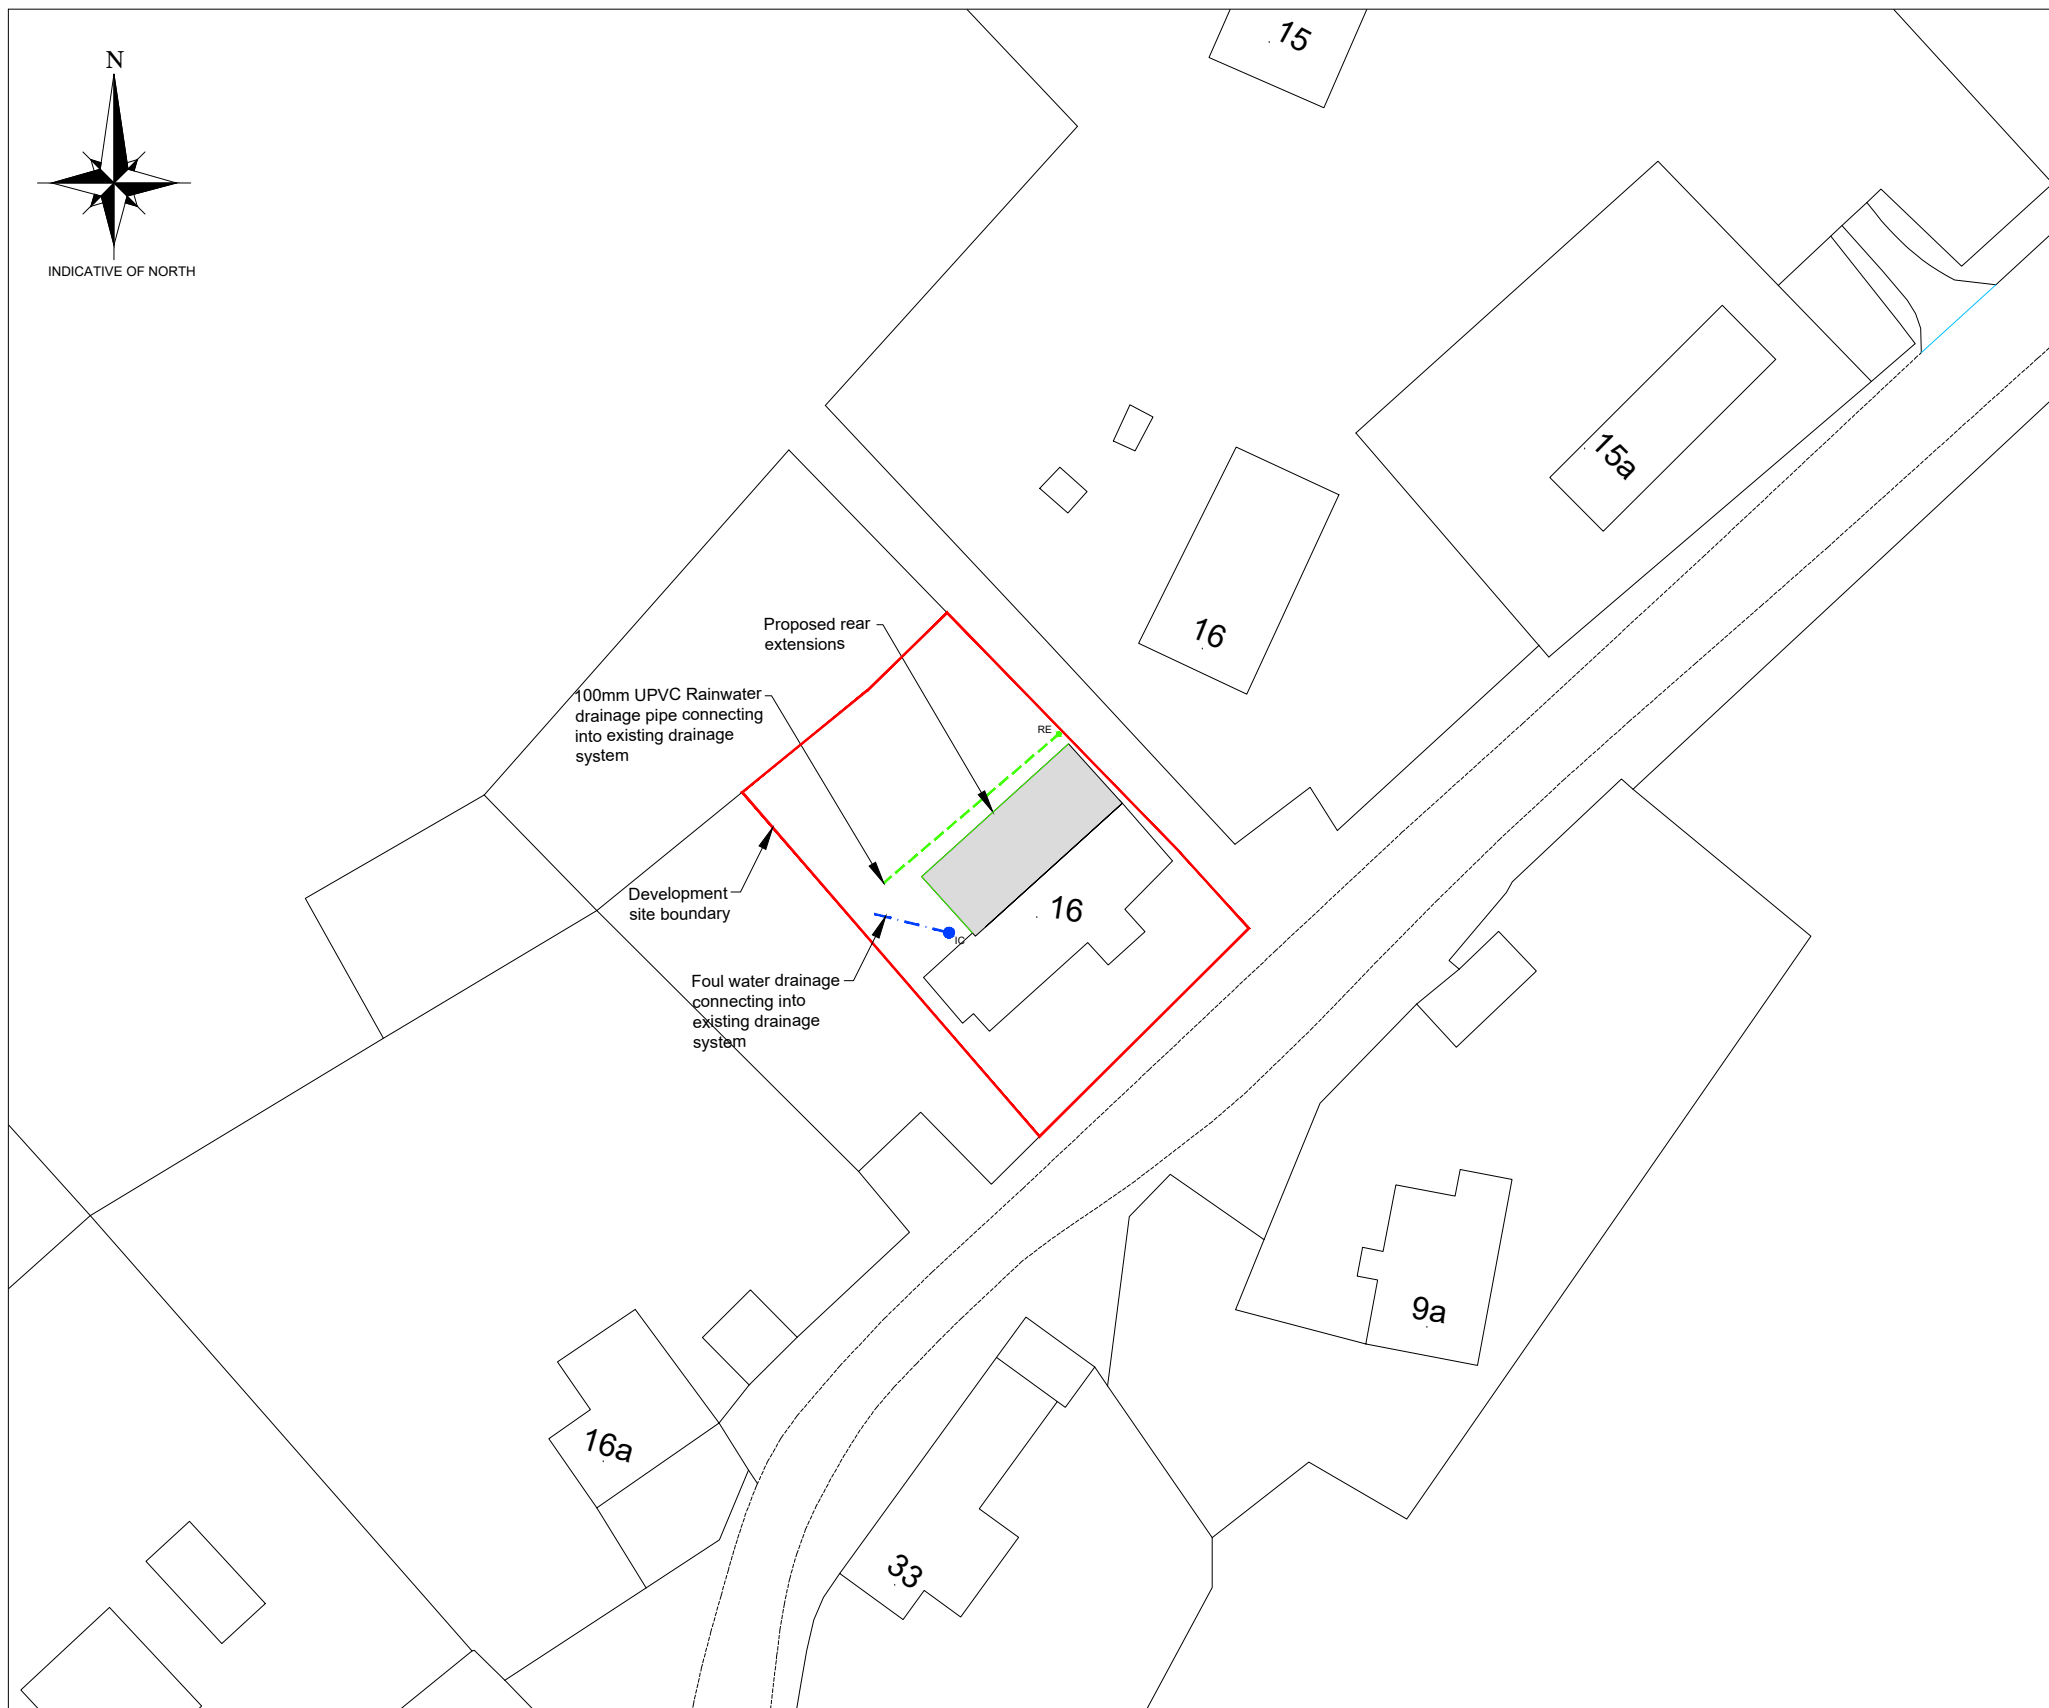 15
N
INDICATIVE OF NORTH
15a
16
Proposed rear
extensions
100mm UPVC Rainwater
drainage pipe connecting
into existing drainage
system
RE
Development
site boundary
16
IC
Foul water drainage
connecting into
existing drainage
system
9a
16a
33